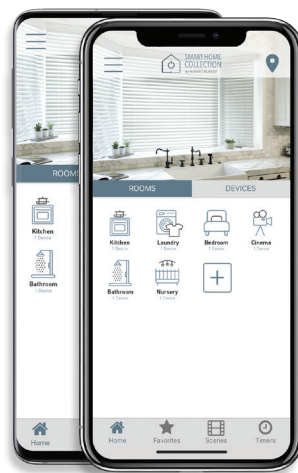 ROOMS
Kitchen
1 Device
Bathroom
1 Device
Home
SMART HOME
COLLECTION
ROOMS
DEVICES
Kitchen
1 Device
Laundry
1 Device
Bedroom
1 Device
Cinema
1 Device
Bathroom
1 Device
Nursery
1 Device
Home
Favorites
Scenes
Timers